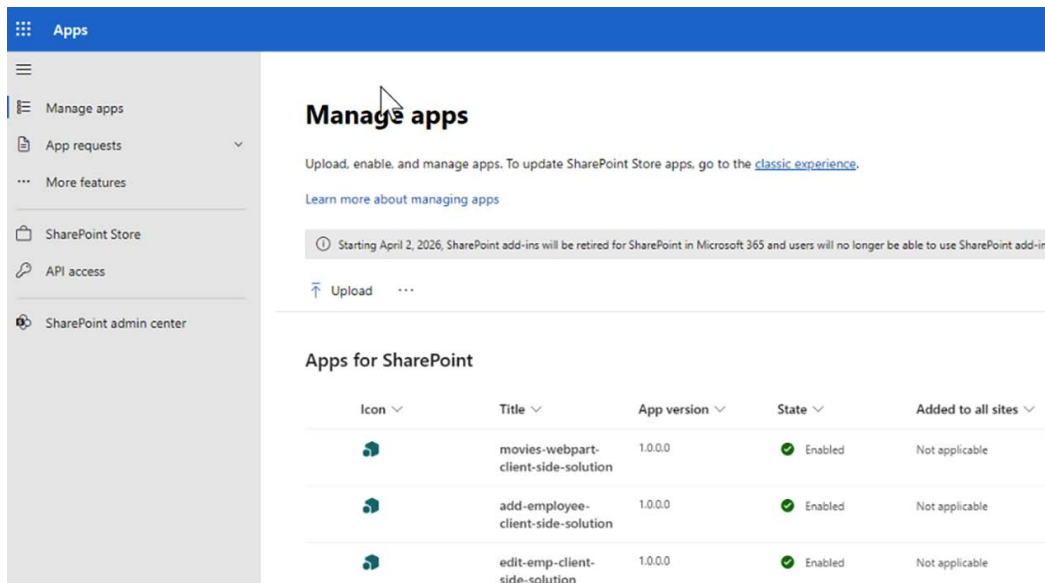 Apps
Manage apps
App requests
More features
SharePoint Store
API access
SharePoint admin center
Manage apps
Upload, enable, and manage apps. To update SharePoint Store apps, go to the classic experience.
Learn more about managing apps
Starting April 2, 2026, SharePoint add-ins will be retired for SharePoint in Microsoft 365 and users will no longer be able to use SharePoint add-in
Upload ...
Apps for SharePoint
Icon Title App version State Added to all sites
movies-webpart- 1.0.0.0 Enabled Not applicable
client-side-solution
add-employee- 1.0.0.0 Enabled Not applicable
client-side-solution
edit-emp-client- 1.0.0.0 Enabled Not applicable
side-solution